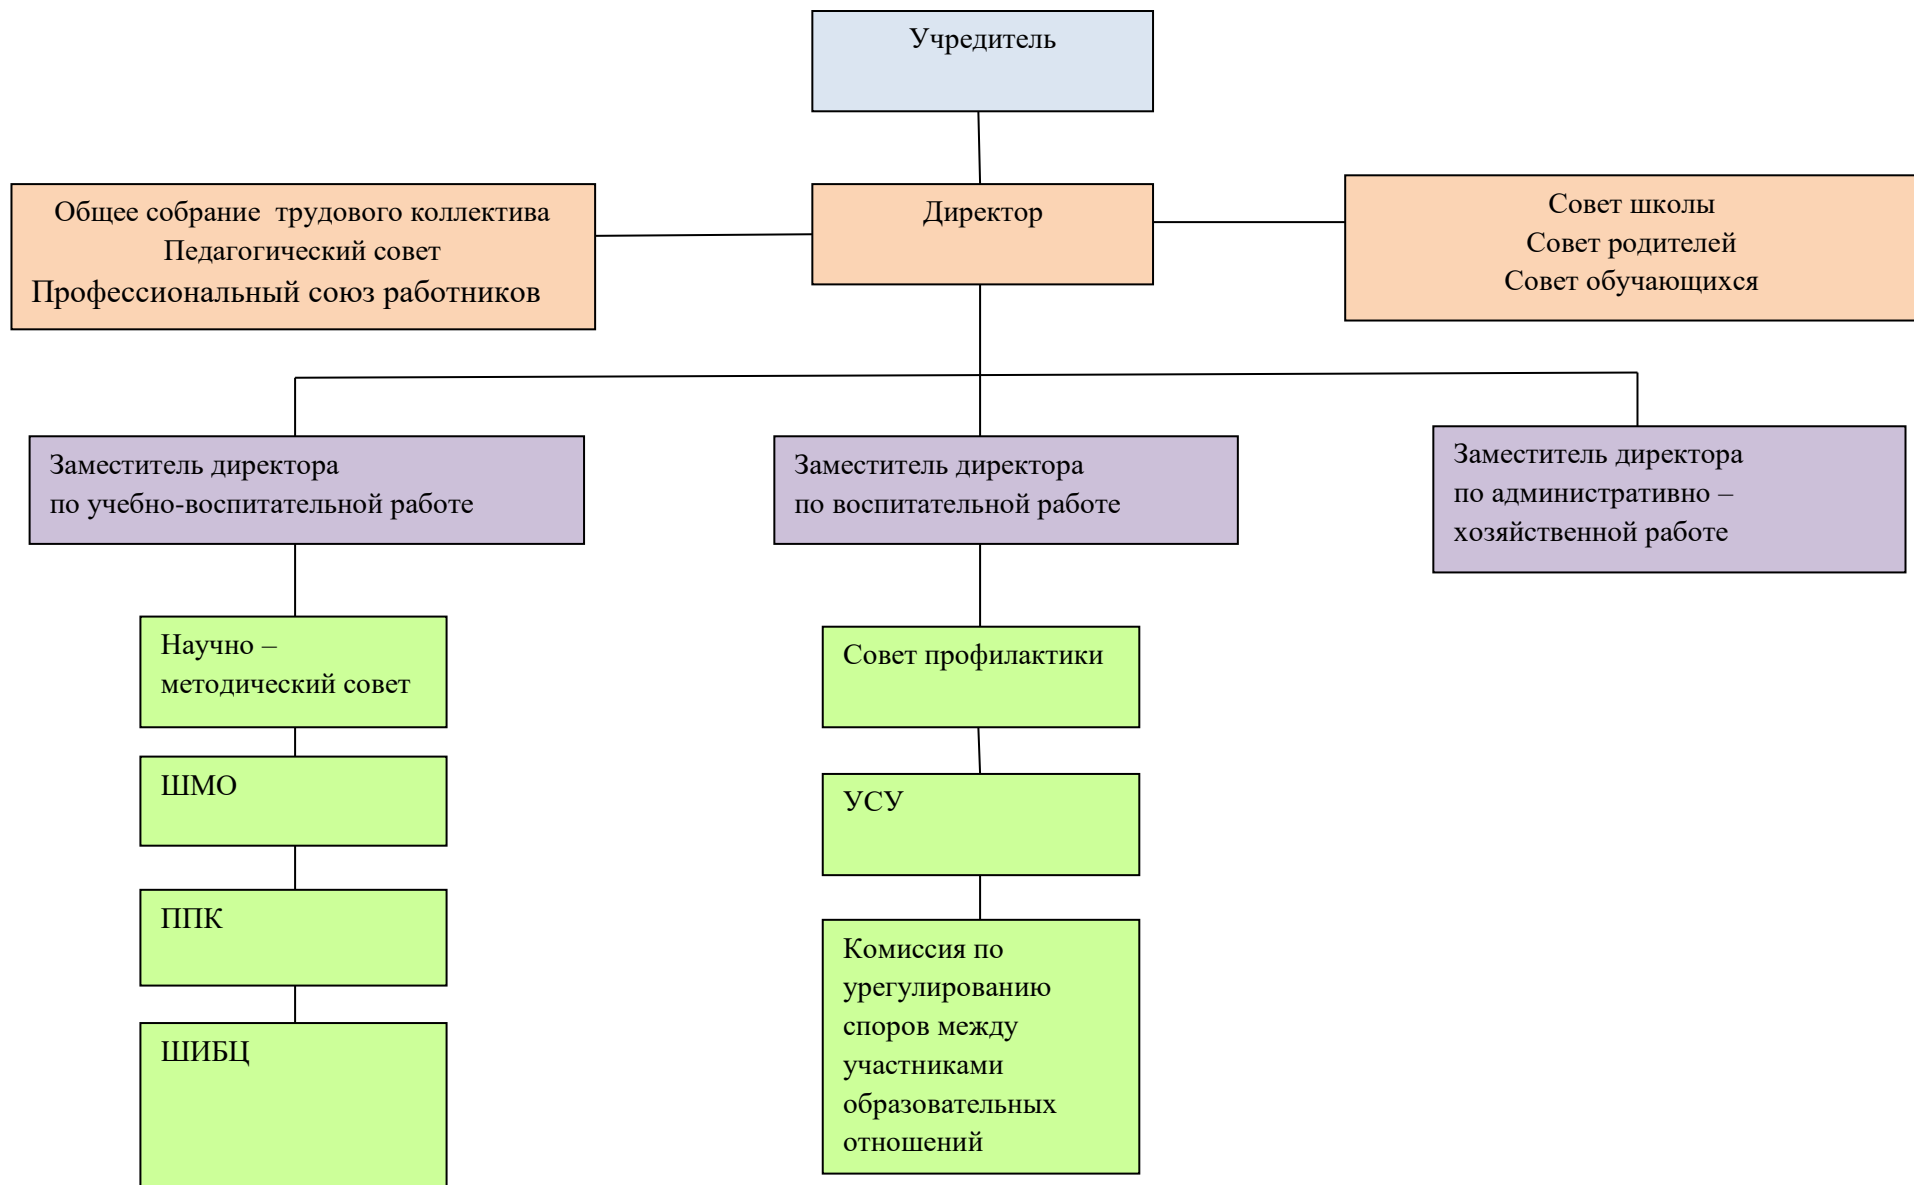 Учредитель
Общее собрание  трудового коллектива
Педагогический совет
Профессиональный союз работников
Директор
Совет школы
Совет родителей
Совет обучающихся
Заместитель директора
по учебно-воспитательной работе
Заместитель директора
по воспитательной работе
Заместитель директора
по административно –
хозяйственной работе
Научно –
методический совет
ШМО
ППК
ШИБЦ
Совет профилактики
УСУ
Комиссия по
урегулированию
споров между
участниками
образовательных
отношений